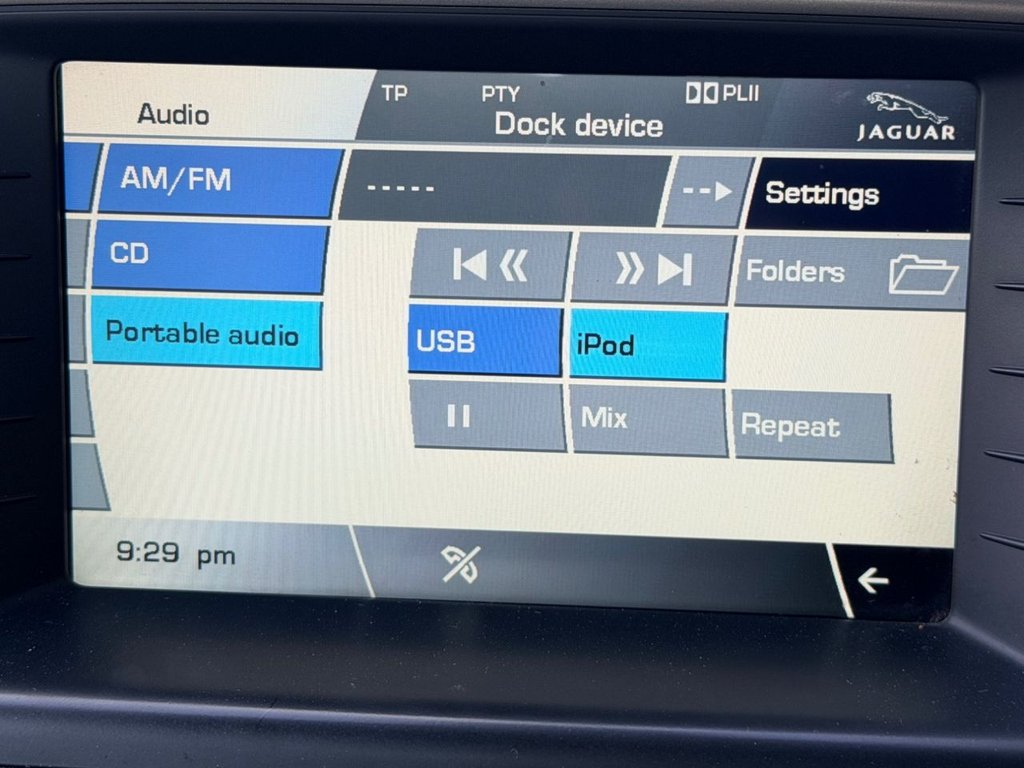 Audio
TP PTY PLII
Dock device
JAGUAR
AM/FM
-----
Settings
CD
Folders
Portable audio
USB
iPod
Mix
Repeat
9:29 pm